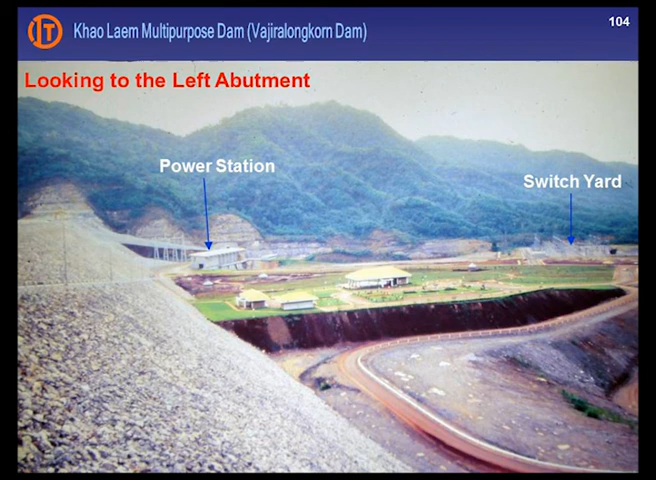 IT
Khao Laem Multipurpose Dam (Vajiralongkorn Dam)
104
Looking to the Left Abutment
Power Station
Switch Yard